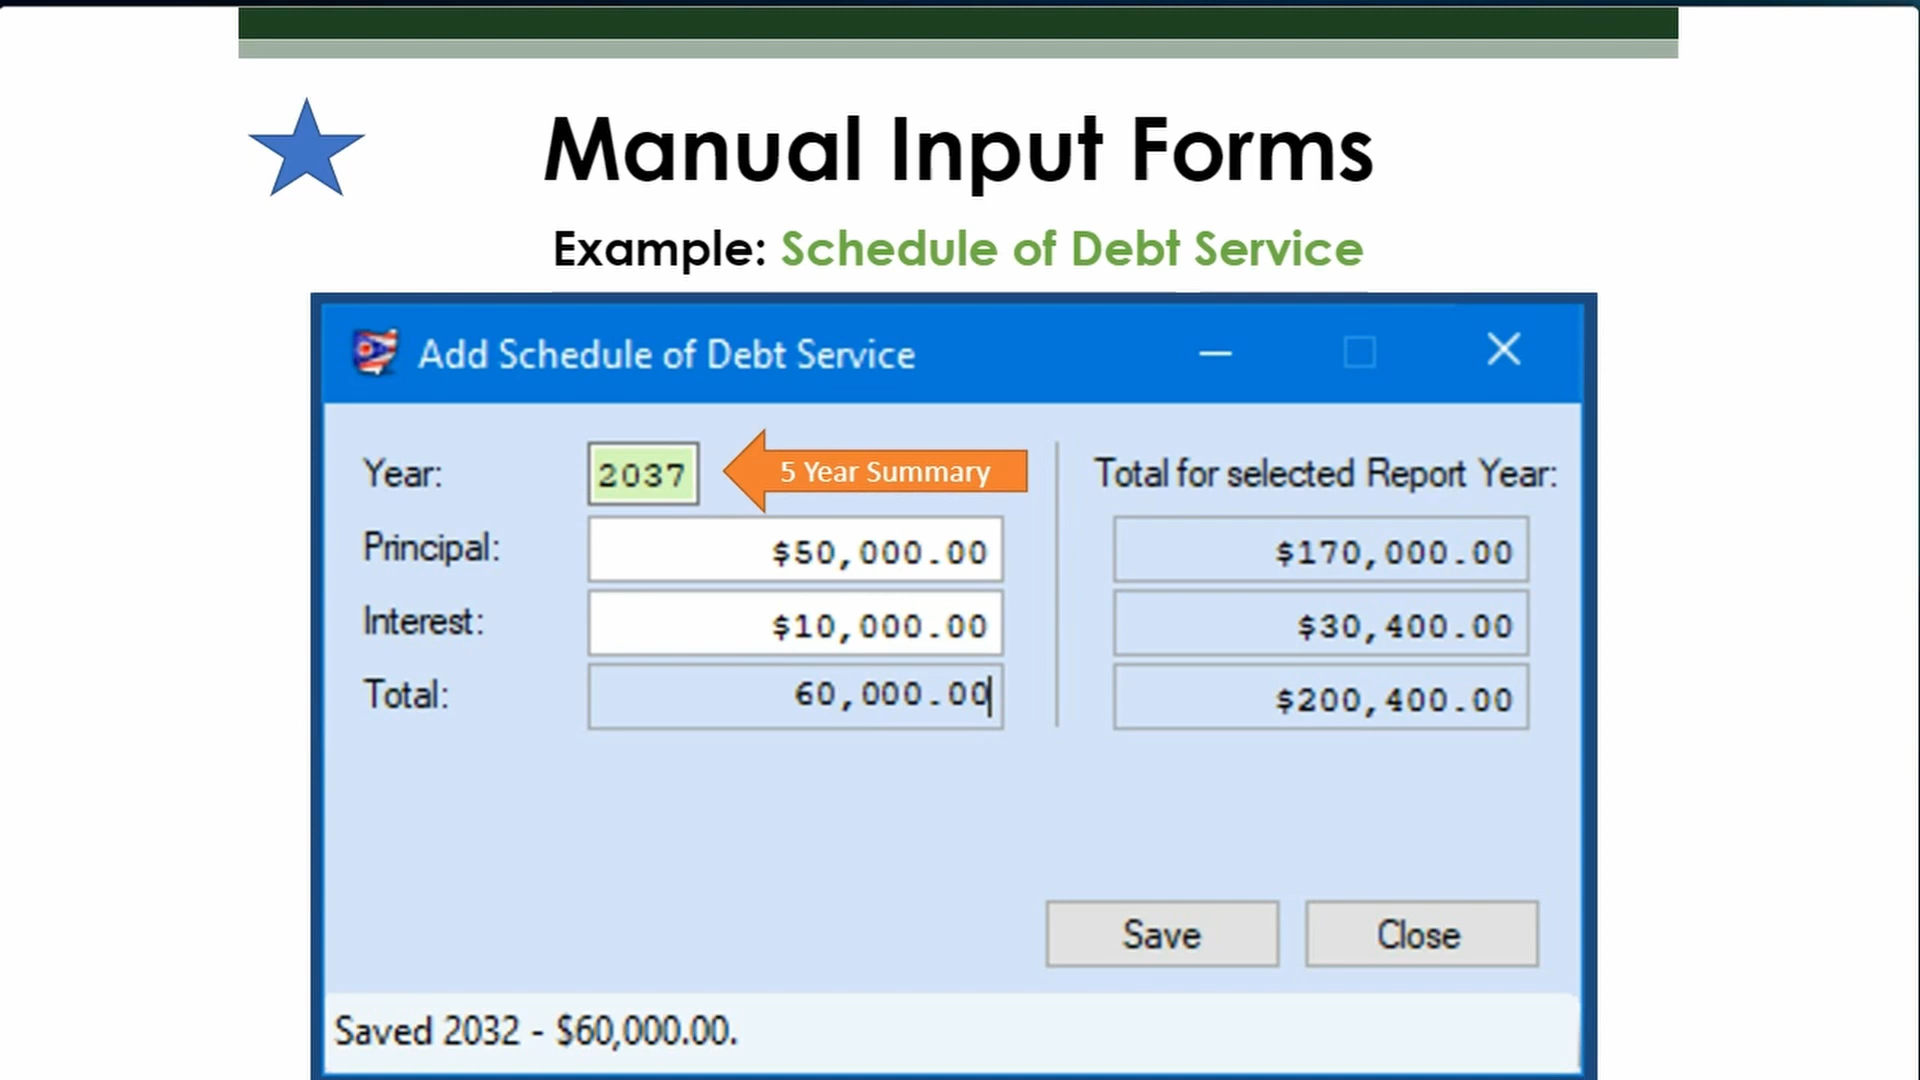 Manual Input Forms
Example: Schedule of Debt Service
Add Schedule of Debt Service
Year: 2037 5 Year Summary Total for selected Report Year:
Principal: $50,000.00 $170,000.00
Interest: $10,000.00 $30,400.00
Total: 60,000.00 $200,400.00
Save Close
Saved 2032 - $60,000.00.